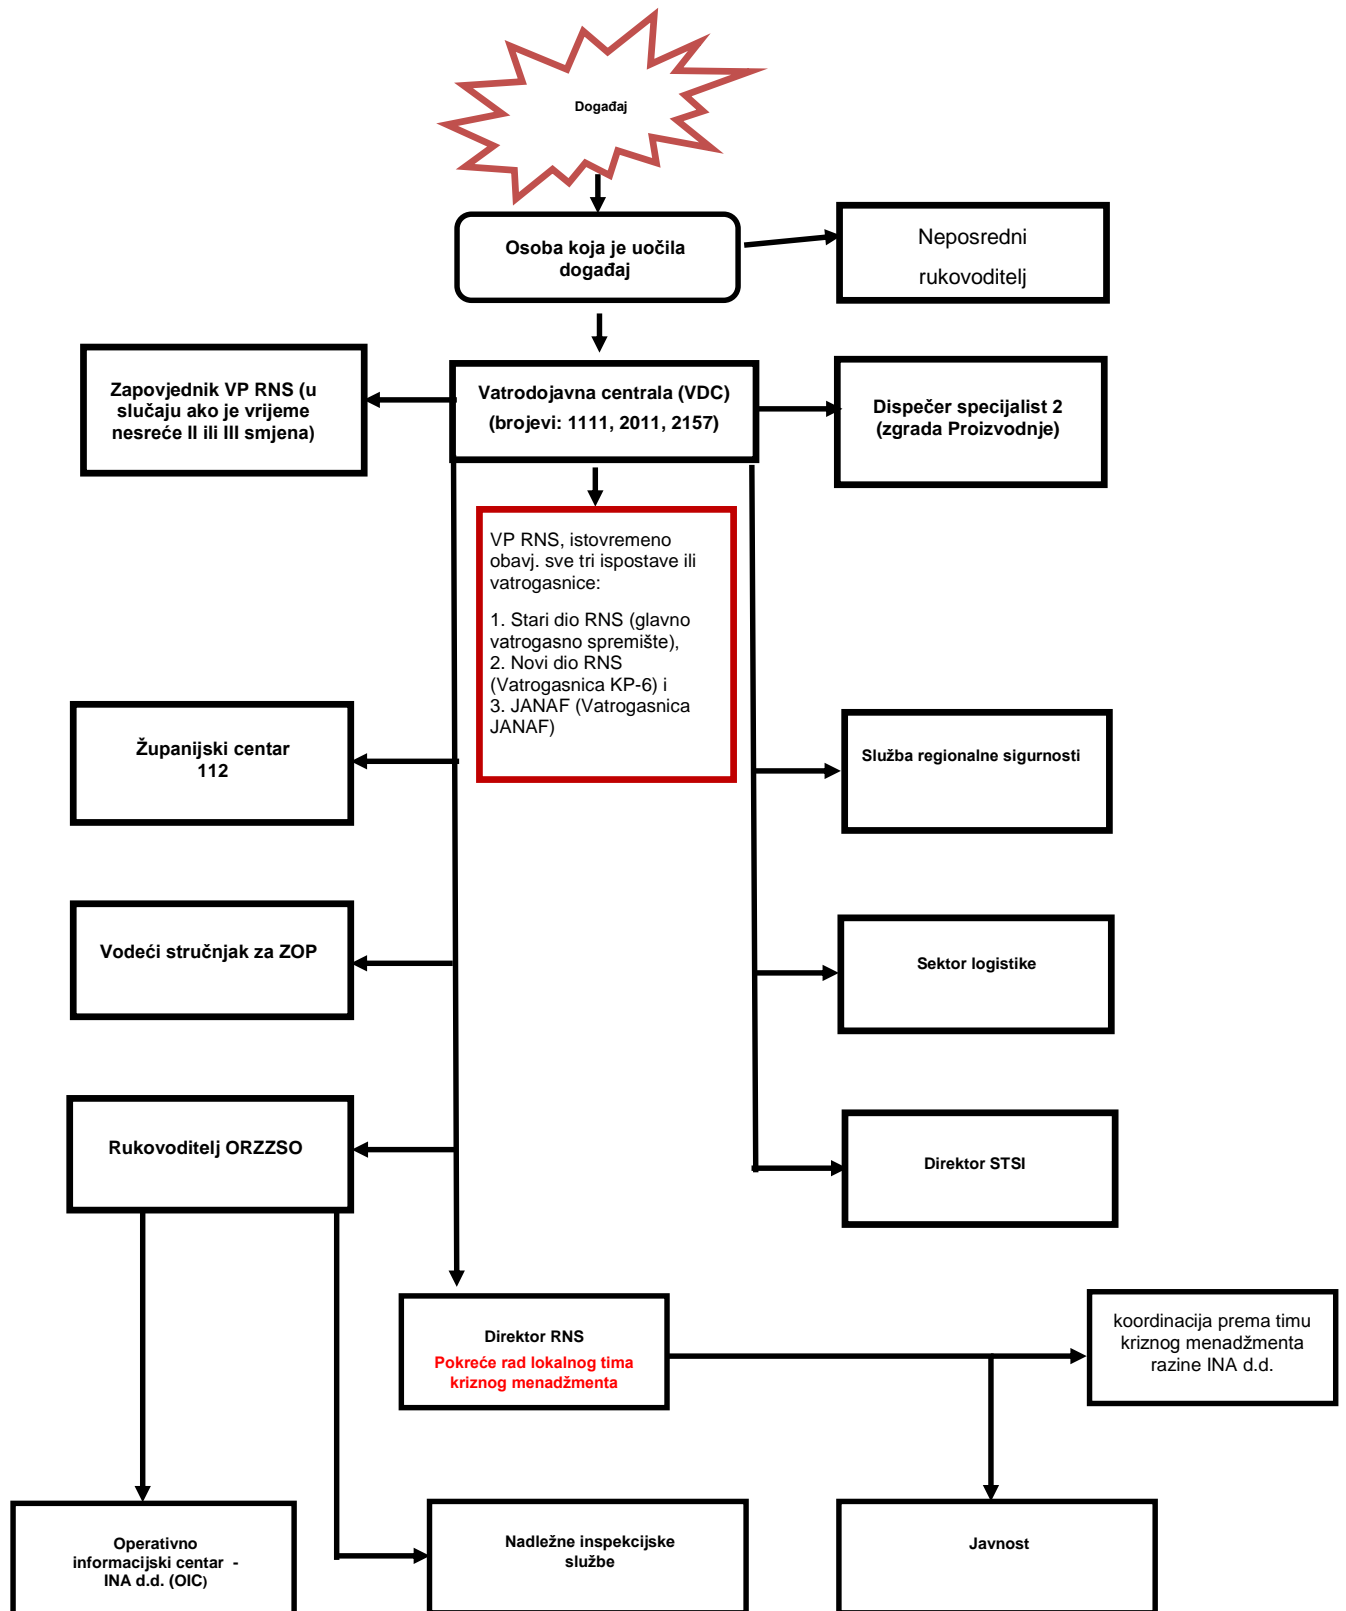 Događaj
Osoba koja je uočila
događaj
Neposredni
rukovoditelj
Zapovjednik VP RNS (u
slučaju ako je vrijeme
nesreće II ili III smjena)
Vatrodojavna centrala (VDC)
(brojevi: 1111, 2011, 2157)
Dispečer specijalist 2
(zgrada Proizvodnje)
VP RNS, istovremeno
obavj. sve tri ispostave ili
vatrogasnice:
1. Stari dio RNS (glavno
vatrogasno spremište),
2. Novi dio RNS
(Vatrogasnica KP-6) i
3. JANAF (Vatrogasnica
JANAF)
Županijski centar
112
Služba regionalne sigurnosti
Vodeći stručnjak za ZOP
Sektor logistike
Rukovoditelj ORZZSO
Direktor STSI
Direktor RNS
Pokreće rad lokalnog tima
kriznog menadžmenta
koordinacija prema timu
kriznog menadžmenta
razine INA d.d.
Operativno
informacijski centar -
INA d.d. (OIC)
Nadležne inspekcijske
službe
Javnost